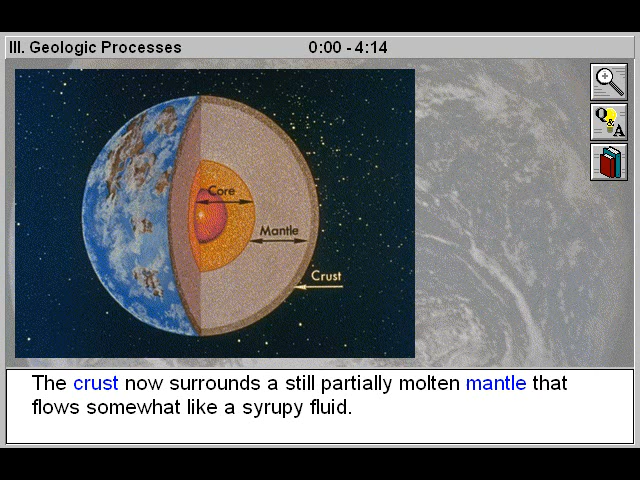 III. Geologic Processes 0:00 - 4:14
Q&A
Core
Mantle
Crust
The crust now surrounds a still partially molten mantle that
flows somewhat like a syrupy fluid.